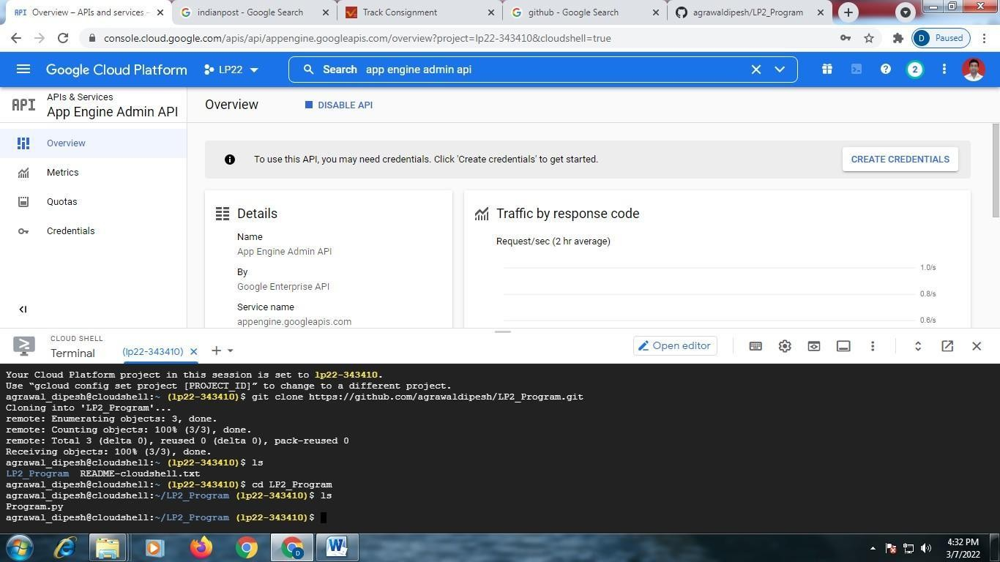 Overview – APIs and services -
indianpost - Google Search
Track Consignment
github - Google Search
agrawaldipesh/LP2_Program
console.cloud.google.com/apis/api/appengine.googleapis.com/overview?project=lp22-343410&cloudshell=true
D Paused
Google Cloud Platform
LP22
Search app engine admin api
2
API
APIs & Services
App Engine Admin API
Overview
DISABLE API
Overview
Metrics
Quotas
Credentials
To use this API, you may need credentials. Click 'Create credentials' to get started.
CREATE CREDENTIALS
Details
Name
App Engine Admin API
By
Google Enterprise API
Service name
appengine.googleapis.com
Traffic by response code
Request/sec (2 hr average)
1.0/s
0.8/s
0.6/s
CLOUD SHELL
Terminal
(lp22-343410)
Open editor
Your Cloud Platform project in this session is set to lp22-343410.
Use “gcloud config set project [PROJECT_ID]” to change to a different project.
agrawal_dipesh@cloudshell:~ (lp22-343410)$ git clone https://github.com/agrawaldipesh/LP2_Program.git
Cloning into 'LP2_Program'...
remote: Enumerating objects: 3, done.
remote: Counting objects: 100% (3/3), done.
remote: Total 3 (delta 0), reused 0 (delta 0), pack-reused 0
Receiving objects: 100% (3/3), done.
agrawal_dipesh@cloudshell:~ (lp22-343410)$ ls
LP2_Program  README-cloudshell.txt
agrawal_dipesh@cloudshell:~ (lp22-343410)$ cd LP2_Program
agrawal_dipesh@cloudshell:~/LP2_Program (lp22-343410)$ ls
Program.py
agrawal_dipesh@cloudshell:~/LP2_Program (lp22-343410)$
4:32 PM
3/7/2022